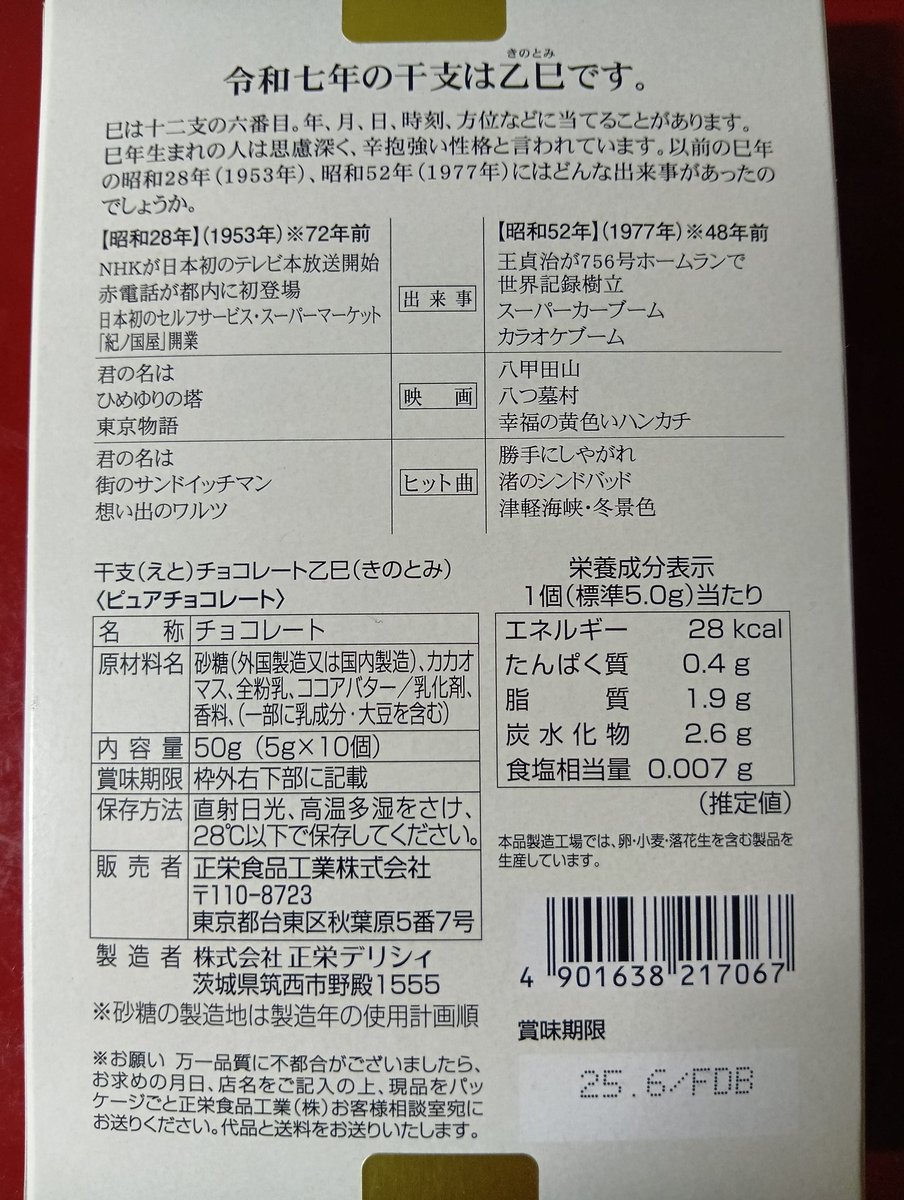 きのとみ
令和七年の干支は乙巳です。
巳は十二支の六番目。年、月、日、時刻、方位などに当てることがあります。
巳年生まれの人は思慮深く、辛抱強い性格と言われています。以前の巳年
の昭和28年(1953年)、昭和52年(1977年)にはどんな出来事があったの
でしょうか。
【昭和28年】(1953年)※72年前
NHKが日本初のテレビ本放送開始
赤電話が都内に初登場
日本初のセルフサービス・スーパーマーケット
「紀ノ国屋」開業
出来事
【昭和52年】(1977年)※48年前
王貞治が756号ホームランで
世界記録樹立
スーパーカーブーム
カラオケブーム
君の名は
ひめゆりの塔
東京物語
映画
八甲田山
八つ墓村
幸福の黄色いハンカチ
君の名は
街のサンドイッチマン
想い出のワルツ
ヒット曲
勝手にしやがれ
渚のシンドバッド
津軽海峡・冬景色
干支(えと)チョコレート乙巳(きのとみ)
〈ピュアチョコレート〉
名称 チョコレート
原材料名 砂糖(外国製造又は国内製造)、カカオ
マス、全粉乳、ココアバター/乳化剤、
香料、(一部に乳成分・大豆を含む)
内容量 50g(5g×10個)
賞味期限 枠外右下部に記載
保存方法 直射日光、高温多湿をさけ、
28℃以下で保存してください。
販売者 正栄食品工業株式会社
〒110-8723
東京都台東区秋葉原5番7号
製造者 株式会社 正栄デリシィ
茨城県筑西市野殿1555
※砂糖の製造地は製造年の使用計画順
※お願い 万一品質に不都合がございましたら、
お求めの月日、店名をご記入の上、現品をパッ
ケージごと正栄食品工業(株)お客様相談室宛に
お送りください。代品と送料をお送りいたします。
栄養成分表示
1個(標準5.0g)当たり
エネルギー 28 kcal
たんぱく質 0.4 g
脂質 1.9 g
炭水化物 2.6 g
食塩相当量 0.007 g
(推定値)
本品製造工場では、卵・小麦・落花生を含む製品を
生産しています。
4 901638 217067
賞味期限
25.6/FDB